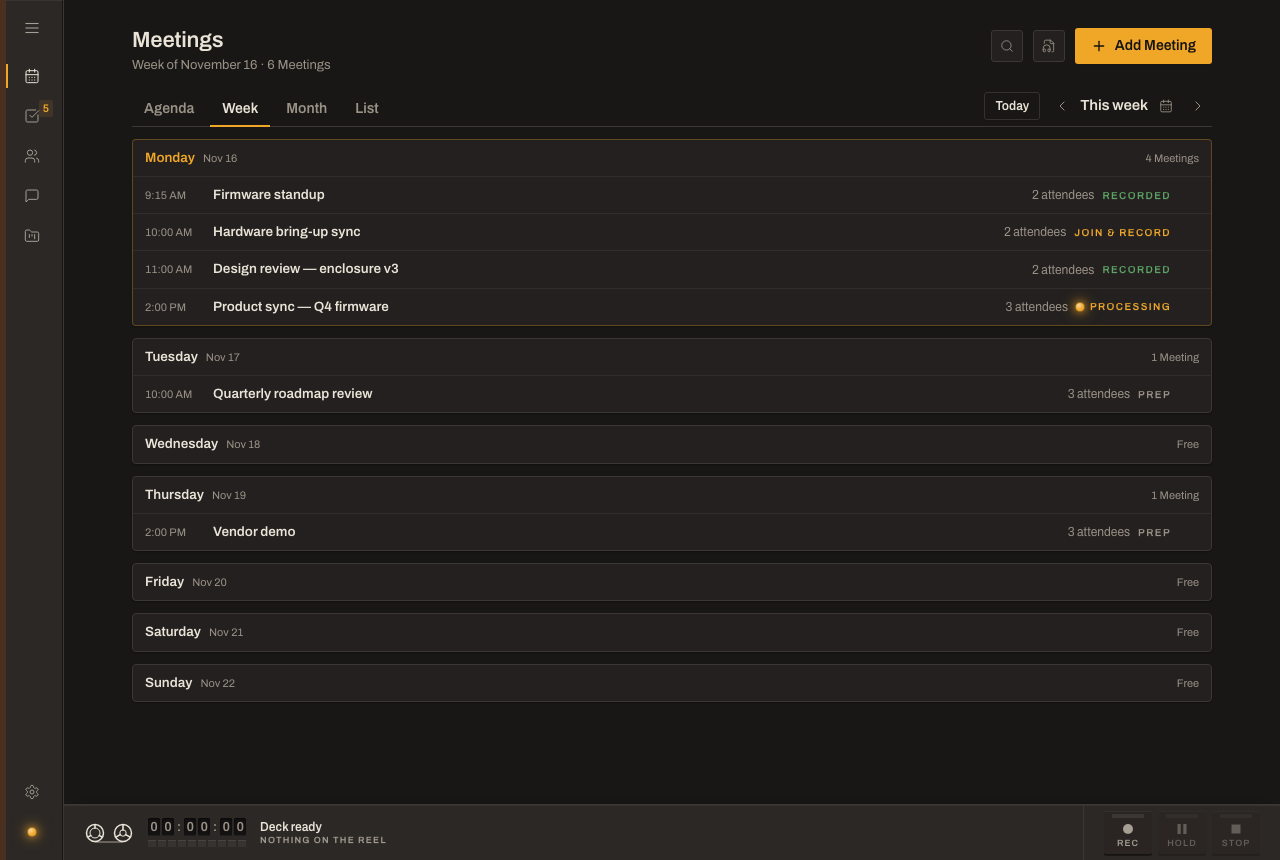 Meetings
Week of November 16 · 6 Meetings
Add Meeting
5
Agenda Week Month List
Today This week
Monday Nov 16 4 Meetings
9:15 AM Firmware standup 2 attendees RECORDED
10:00 AM Hardware bring-up sync 2 attendees JOIN & RECORD
11:00 AM Design review — enclosure v3 2 attendees RECORDED
2:00 PM Product sync — Q4 firmware 3 attendees PROCESSING
Tuesday Nov 17 1 Meeting
10:00 AM Quarterly roadmap review 3 attendees PREP
Wednesday Nov 18 Free
Thursday Nov 19 1 Meeting
2:00 PM Vendor demo 3 attendees PREP
Friday Nov 20 Free
Saturday Nov 21 Free
Sunday Nov 22 Free
00:00:00 Deck ready
NOTHING ON THE REEL
REC HOLD STOP